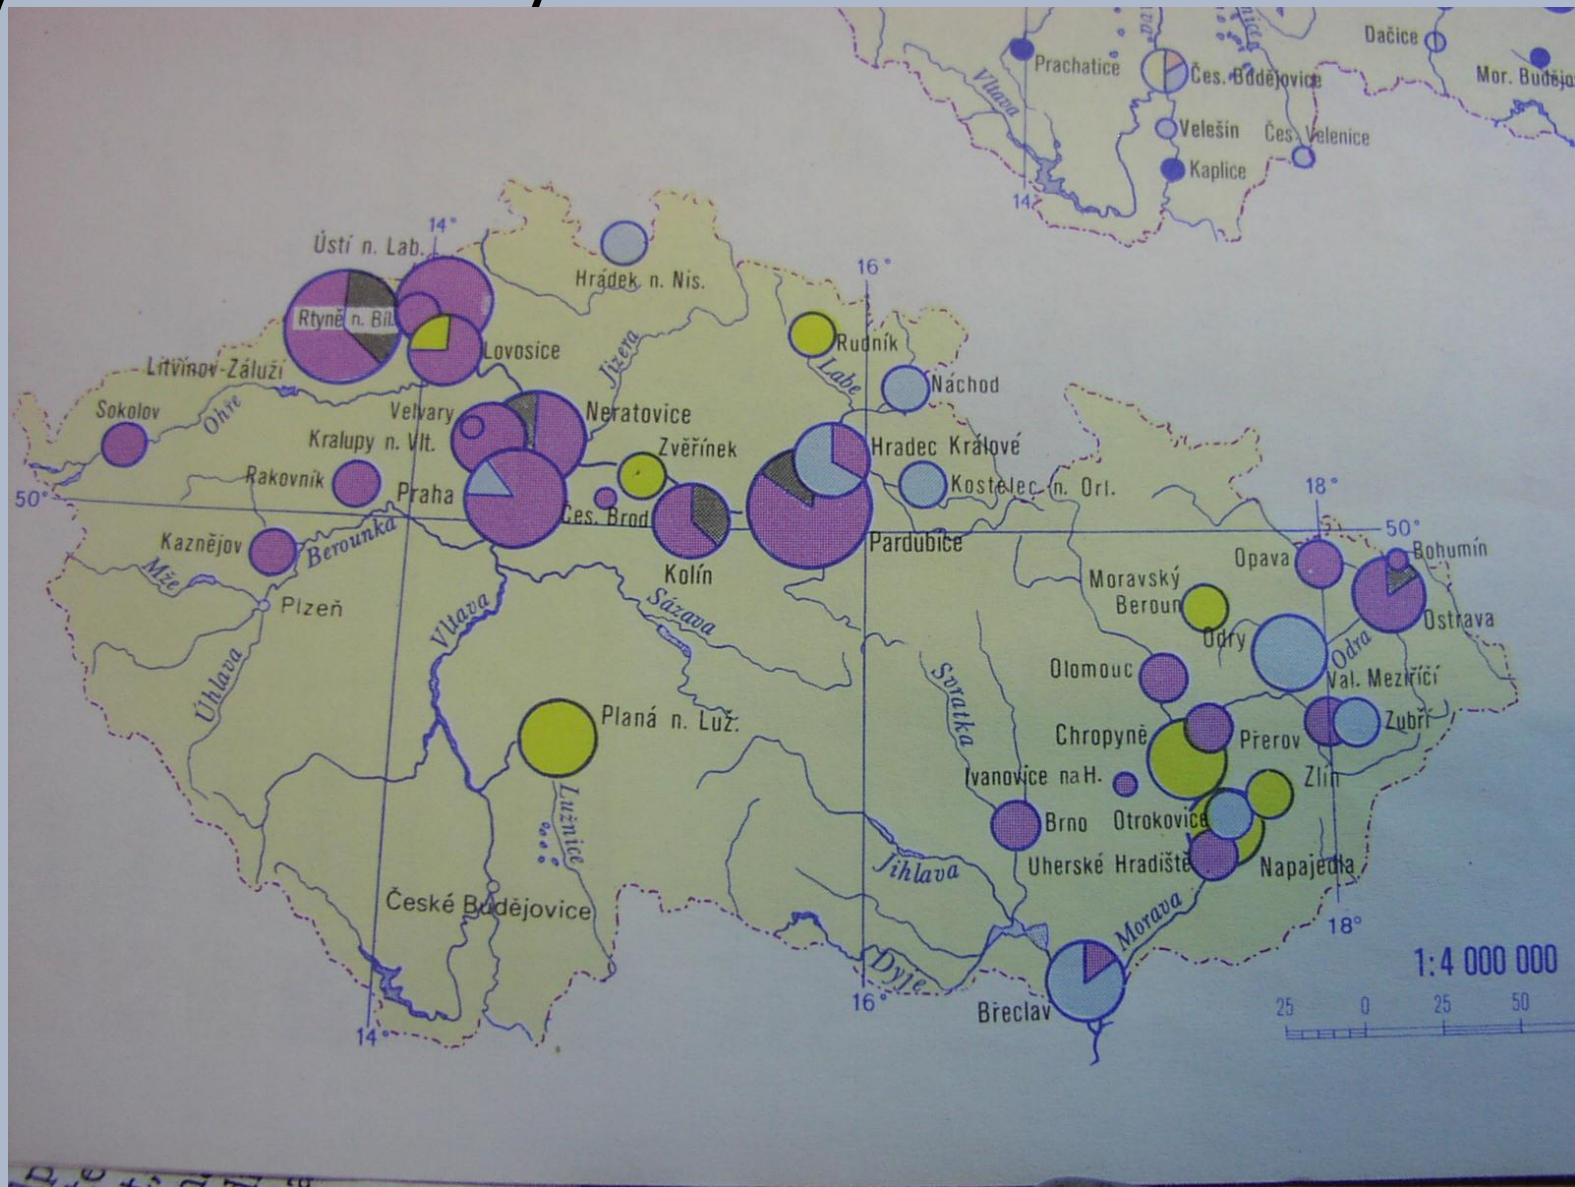 Prachatice
Vltava
Čes. Budějovice
Dačice
Mor. Budějo
Velešín
Čes. Velenice
Kaplice
14
14°
Ústí n. Lab.
Hrádek n. Nis.
16°
Rtyně n. Bíl.
Lovosice
Litvínov-Záluží
Jizera
Rudník
Labe
Náchod
Sokolov
Ohře
Velvary
Neratovice
Kralupy n. Vlt.
Zvěřínek
Hradec Králové
Rakovník
Praha
Kostelec n. Orl.
50°
18°
50°
Čes. Brod
Kaznějov
Berounka
Pardubice
Kolín
Opava
Bohumín
Mže
Plzeň
Moravský
Beroun
Vltava
Sázava
Odry
Ostrava
Odra
Úhlava
Svratka
Olomouc
Val. Meziříčí
Planá n. Luž.
Chropyně
Přerov
Zubří
Ivanovice na H.
Zlín
Lužnice
Brno
Otrokovice
Jihlava
Uherské Hradiště
Napajedla
České Budějovice
Morava
18°
Dyje
1:4 000 000
16°
Břeclav
25 0 25 50
14°